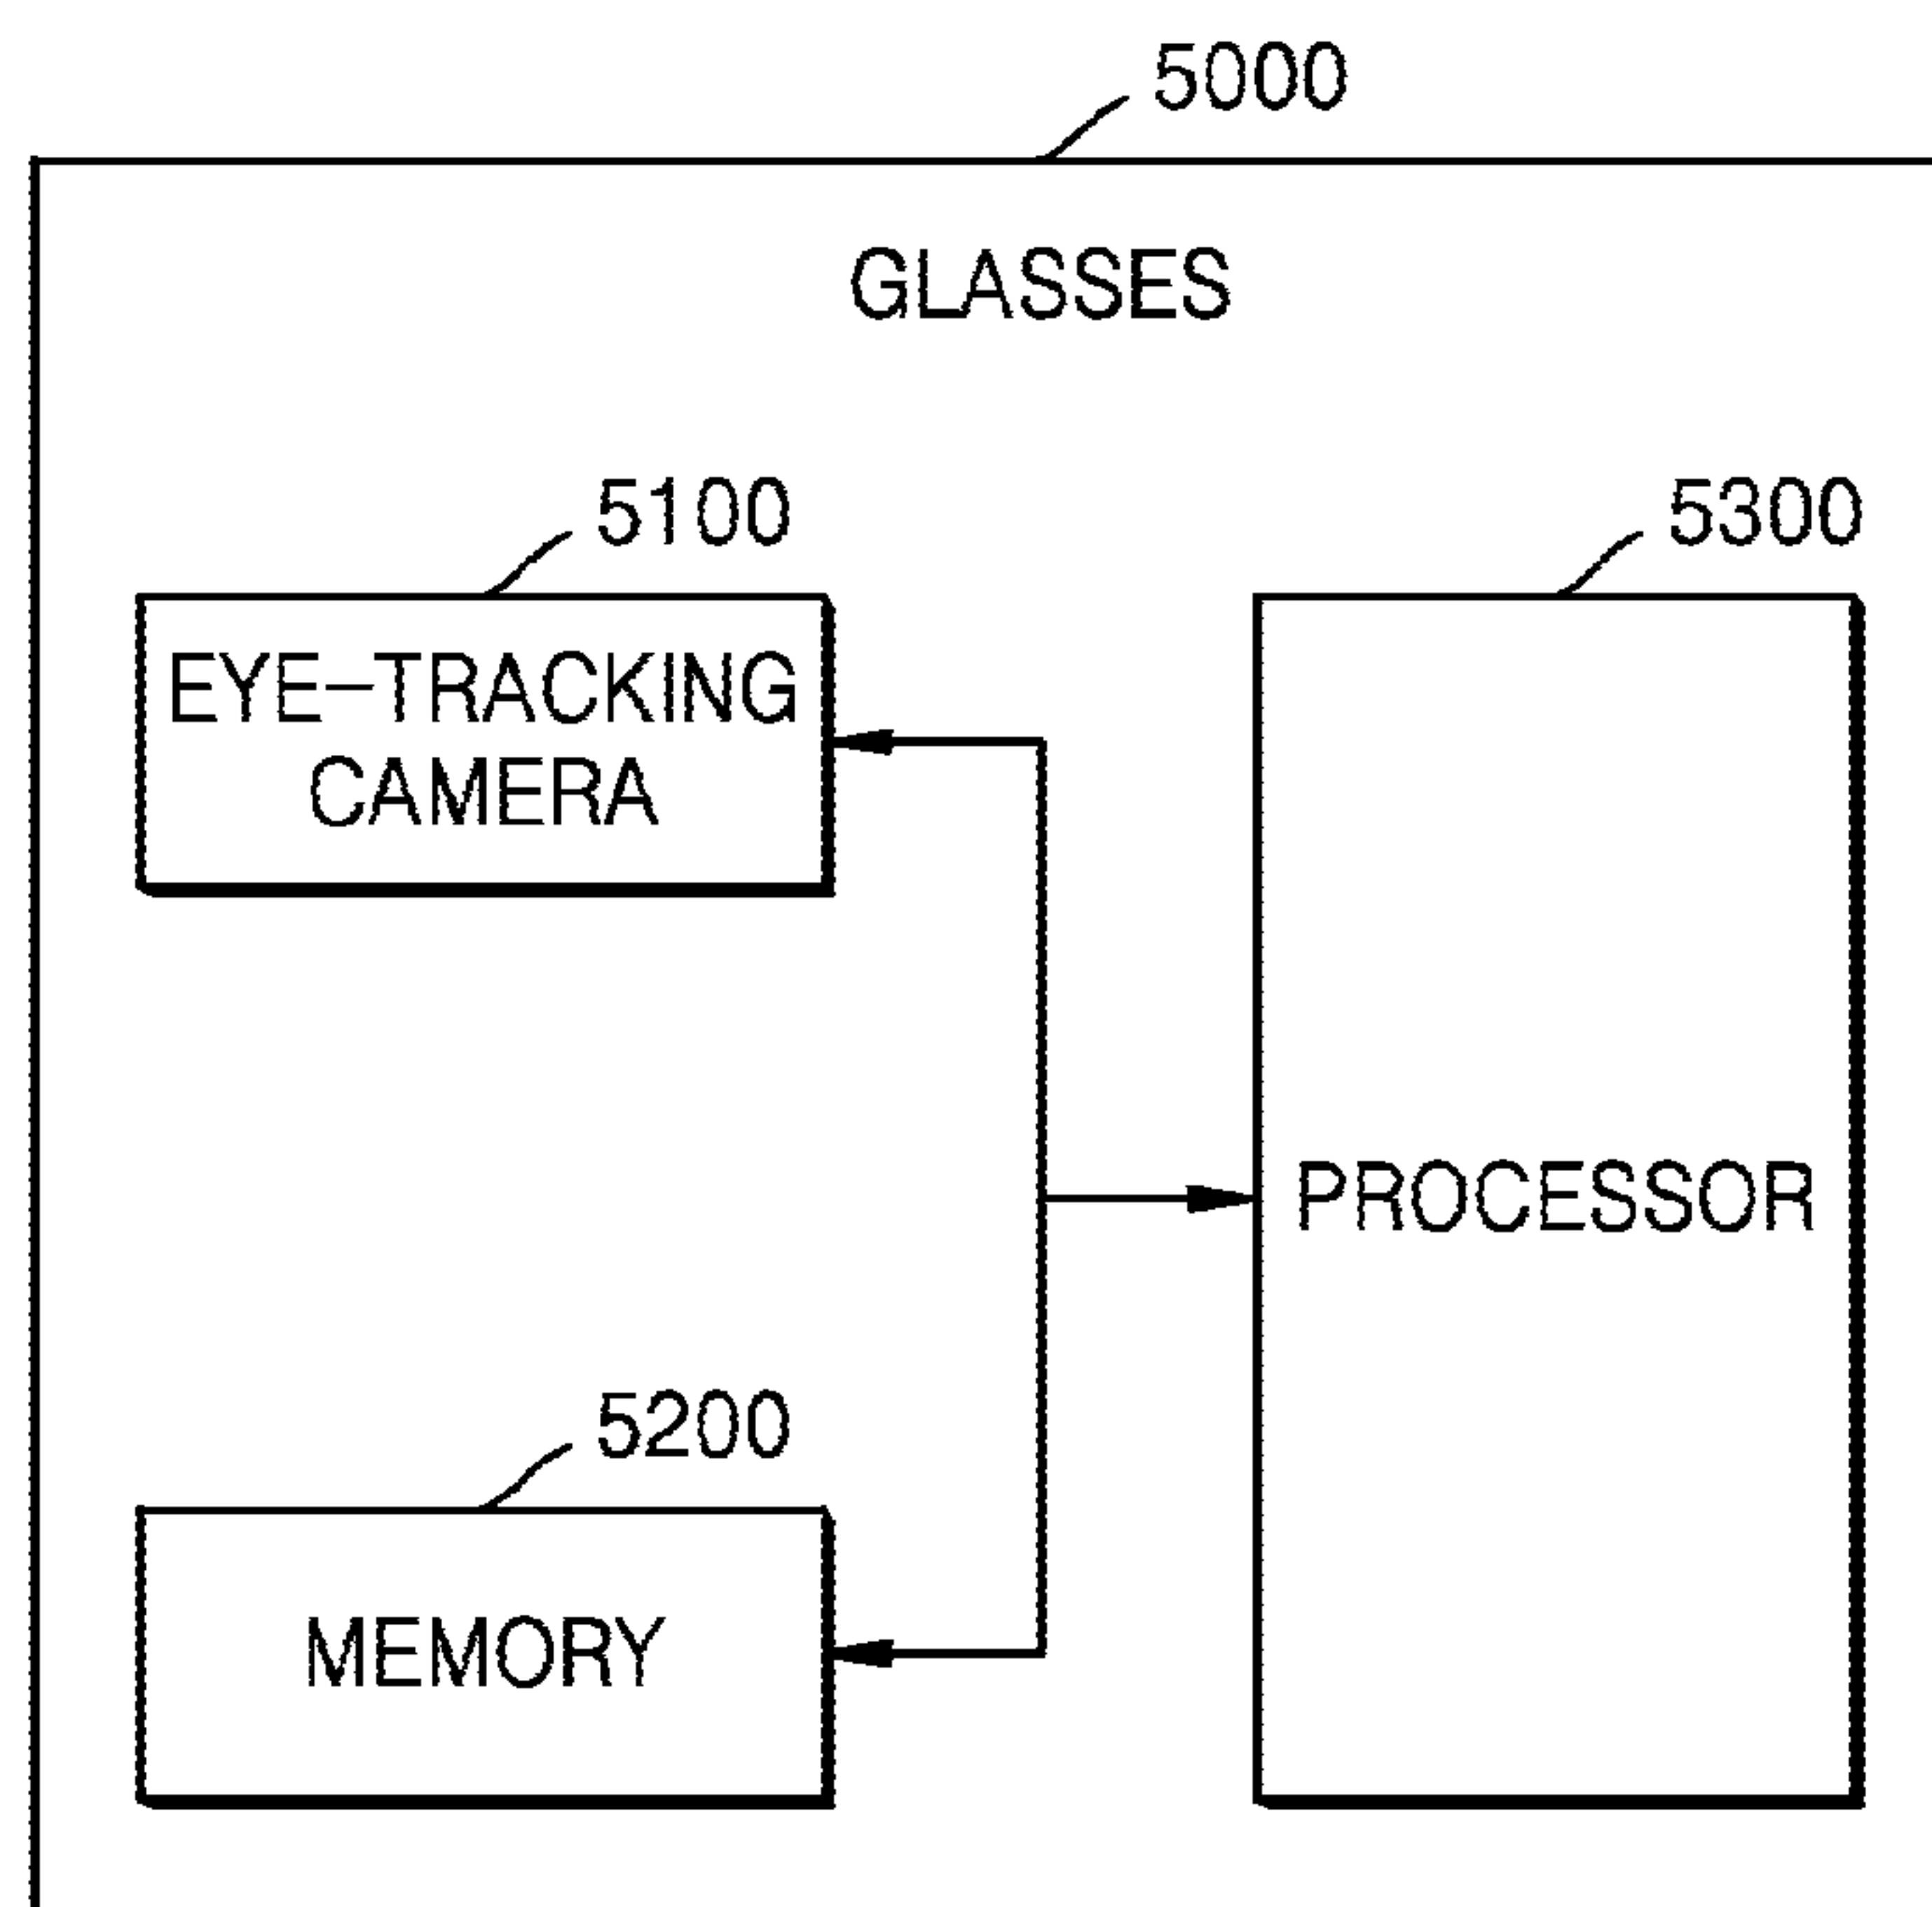 5000
GLASSES
5100
5300
EYE-TRACKING
CAMERA
PROCESSOR
5200
MEMORY